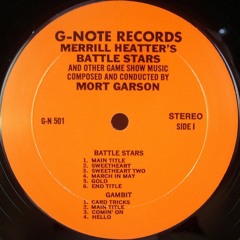 G-NOTE RECORDS
MERRILL HEATTER'S
BATTLE STARS
AND OTHER GAME SHOW MUSIC
COMPOSED AND CONDUCTED BY
MORT GARSON
G-N 501
STEREO
SIDE I
BATTLE STARS
1. MAIN TITLE
2. SWEETHEART
3. SWEETHEART TWO
4. MARCH IN MAY
5. GOLD
6. END TITLE
GAMBIT
1. CARD TRICKS
2. MAIN TITLE
3. COMIN' ON
4. HELLO